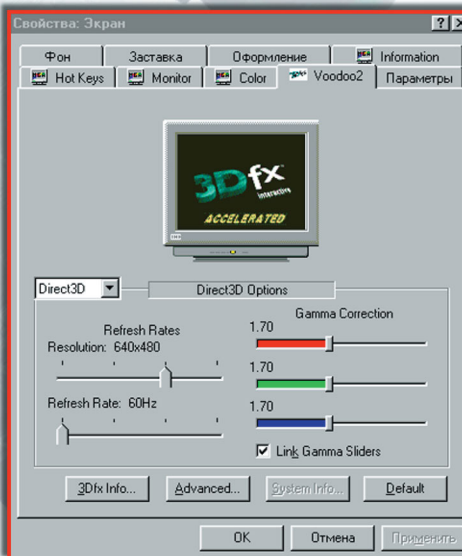 Свойства: Экран
Фон Заставка Оформление Information
Hot Keys Monitor Color Voodoo2 Параметры
3Dfx
interactive
ACCELERATED
Direct3D Direct3D Options
Refresh Rates
Resolution: 640x480
Refresh Rate: 60Hz
Gamma Correction
1.70
1.70
1.70
Link Gamma Sliders
3Dfx Info... Advanced... System Info... Default
OK Отмена Применить